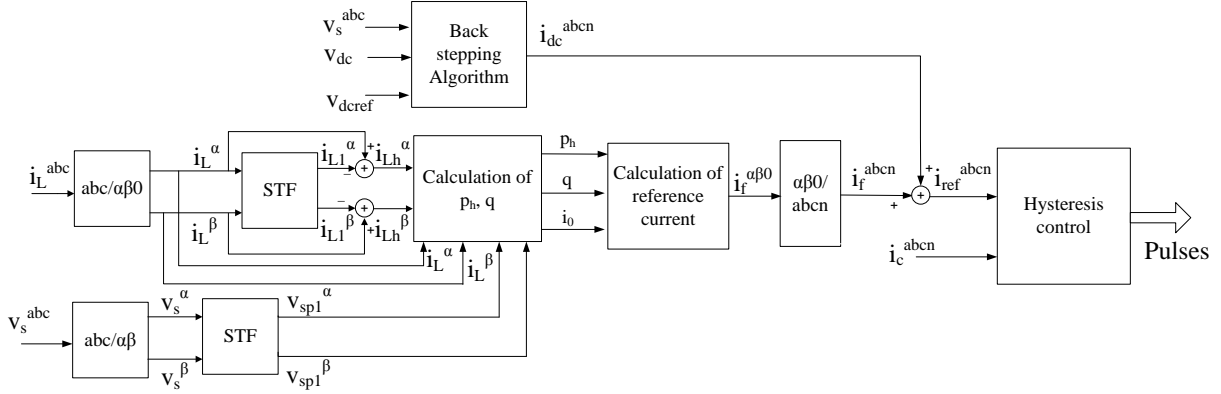 v_s^abc
v_dc
v_dcref
Back
stepping
Algorithm
i_dc^abcn
i_L^abc
abc/αβ0
i_L^α
i_L^β
STF
i_L1^α
i_L1^β
−
−
+
+
+
+
i_Lh^α
i_Lh^β
Calculation of
p_h, q
i_L^α
i_L^β
p_h
q
i_0
Calculation of
reference
current
i_f^αβ0
αβ0/
abcn
i_f^abcn
+
+
+
i_ref^abcn
i_c^abcn
Hysteresis
control
Pulses
v_s^abc
abc/αβ
v_s^α
v_s^β
STF
v_sp1^α
v_sp1^β